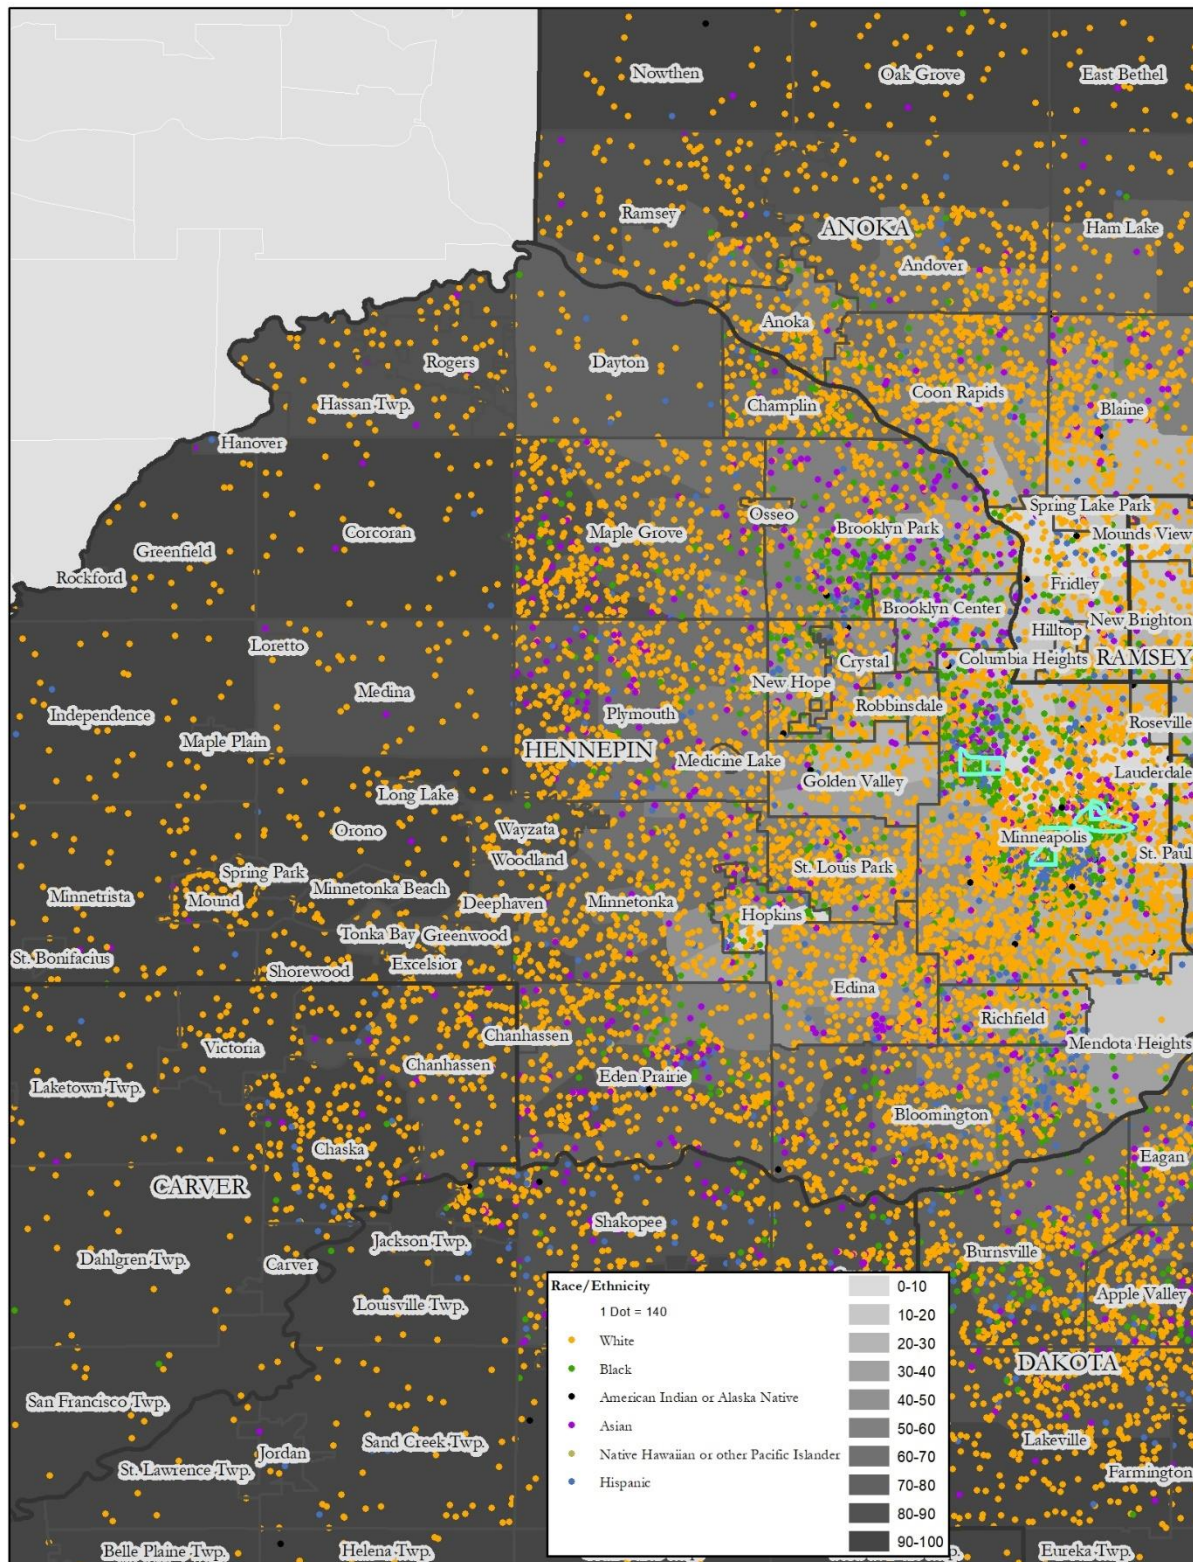 Nowthen
Oak Grove
East Bethel
Ramsey
ANOKA
Ham Lake
Andover
Anoka
Rogers
Dayton
Coon Rapids
Hassan Twp.
Champlin
Blaine
Hanover
Spring Lake Park
Osseo
Brooklyn Park
Mounds View
Corcoran
Maple Grove
Greenfield
Rockford
Fridley
Brooklyn Center
New Brighton
Hilltop
Loretto
Columbia Heights
RAMSEY
Crystal
New Hope
Medina
Robbinsdale
Independence
Plymouth
Roseville
Maple Plain
HENNEPIN
Medicine Lake
Lauderdale
Golden Valley
Long Lake
Orono
Wayzata
Minneapolis
St. Paul
Woodland
St. Louis Park
Spring Park
Minnetonka Beach
Minnetrista
Mound
Deephaven
Minnetonka
Hopkins
Tonka Bay
Greenwood
St. Bonifacius
Excelsior
Shorewood
Edina
Richfield
Chanhassen
Victoria
Mendota Heights
Chanhassen
Eden Prairie
Laketown Twp.
Bloomington
Chaska
Eagan
CARVER
Shakopee
Jackson Twp.
Dahlgren Twp.
Carver
Burnsville
Louisville Twp.
Apple Valley
DAKOTA
San Francisco Twp.
Jordan
Sand Creek Twp.
Lakeville
St. Lawrence Twp.
Farmington
Belle Plaine Twp.
Helena Twp.
Eureka Twp.
Race/Ethnicity
1 Dot = 140
White
Black
American Indian or Alaska Native
Asian
Native Hawaiian or other Pacific Islander
Hispanic
0-10
10-20
20-30
30-40
40-50
50-60
60-70
70-80
80-90
90-100